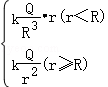 k Q/R³ • r (r < R)
k Q/r² (r ⩾ R)